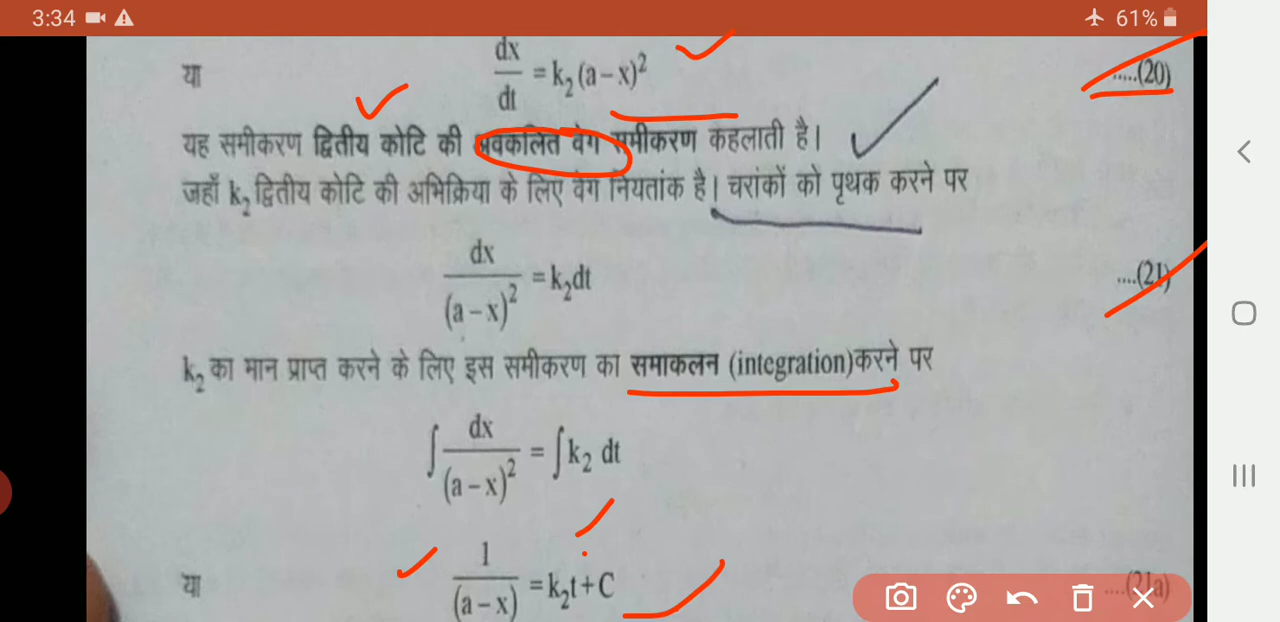 3:34 61%
या dx/dt = k₂ (a – x)² .....(20)
यह समीकरण द्वितीय कोटि की अवकलित वेग समीकरण कहलाती है।
जहाँ k₂ द्वितीय कोटि की अभिक्रिया के लिए वेग नियतांक है। चरांकों को पृथक करने पर
dx/(a – x)² = k₂dt ....(21)
k₂ का मान प्राप्त करने के लिए इस समीकरण का समाकलन (integration)करने पर
∫ dx/(a – x)² = ∫ k₂ dt
या 1/(a – x) = k₂t + C ....(21a)